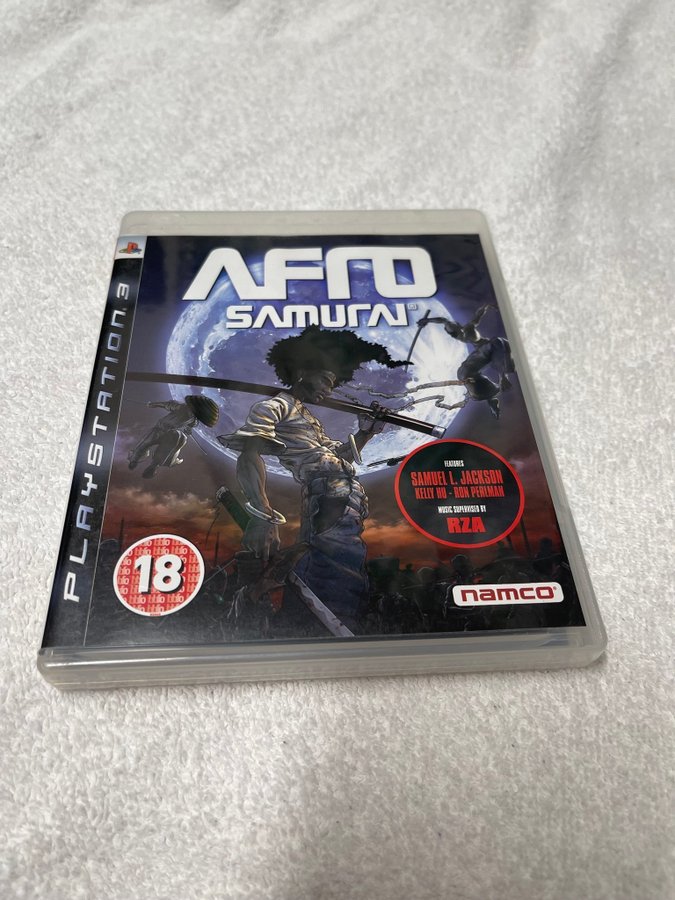 PLAYSTATION 3
AFRO
SAMURAI
FEATURES
SAMUEL L. JACKSON
KELLY HU - RON PERLMAN
MUSIC SUPERVISED BY
RZA
18
namco